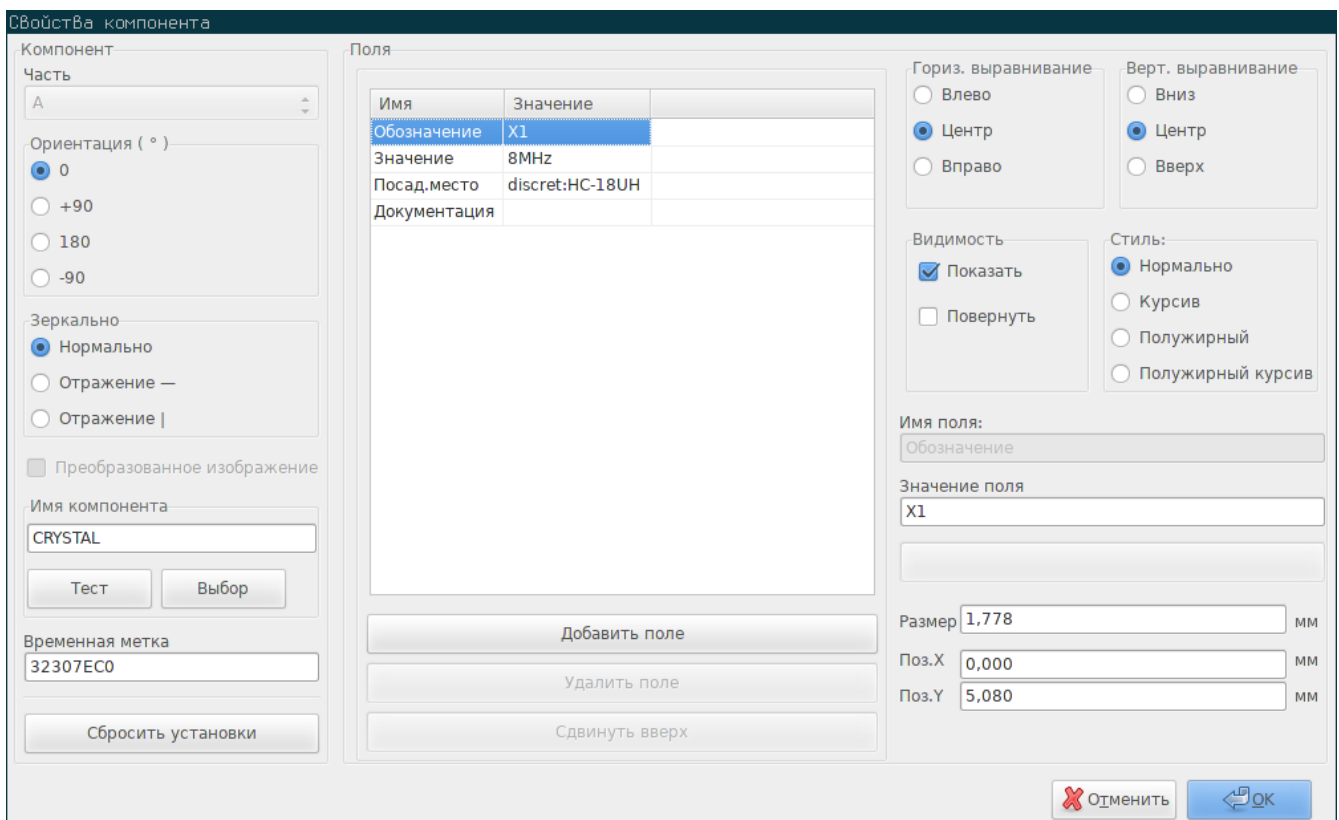 Свойства компонента
Компонент
Часть
A
Ориентация ( ° )
0
+90
180
-90
Зеркально
Нормально
Отражение —
Отражение |
Преобразованное изображение
Имя компонента
CRYSTAL
Тест Выбор
Временная метка
32307EC0
Сбросить установки
Поля
Имя Значение
Обозначение X1
Значение 8MHz
Посад.место discret:HC-18UH
Документация
Добавить поле
Удалить поле
Сдвинуть вверх
Гориз. выравнивание
Влево
Центр
Вправо
Верт. выравнивание
Вниз
Центр
Вверх
Видимость
Показать
Повернуть
Стиль:
Нормально
Курсив
Полужирный
Полужирный курсив
Имя поля:
Обозначение
Значение поля
X1
Размер 1,778 мм
Поз.X 0,000 мм
Поз.Y 5,080 мм
Отменить OK